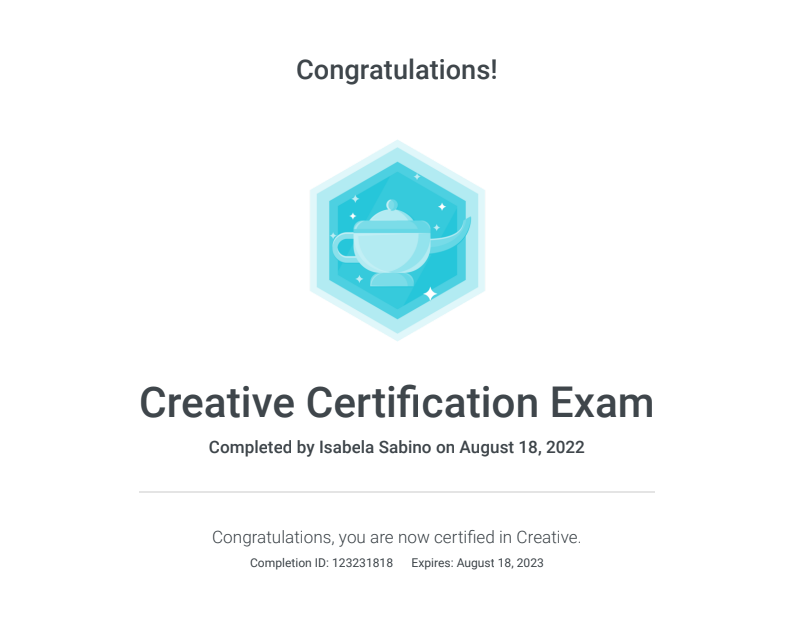 Congratulations!
Creative Certification Exam
Completed by Isabela Sabino on August 18, 2022
Congratulations, you are now certified in Creative.
Completion ID: 123231818 Expires: August 18, 2023